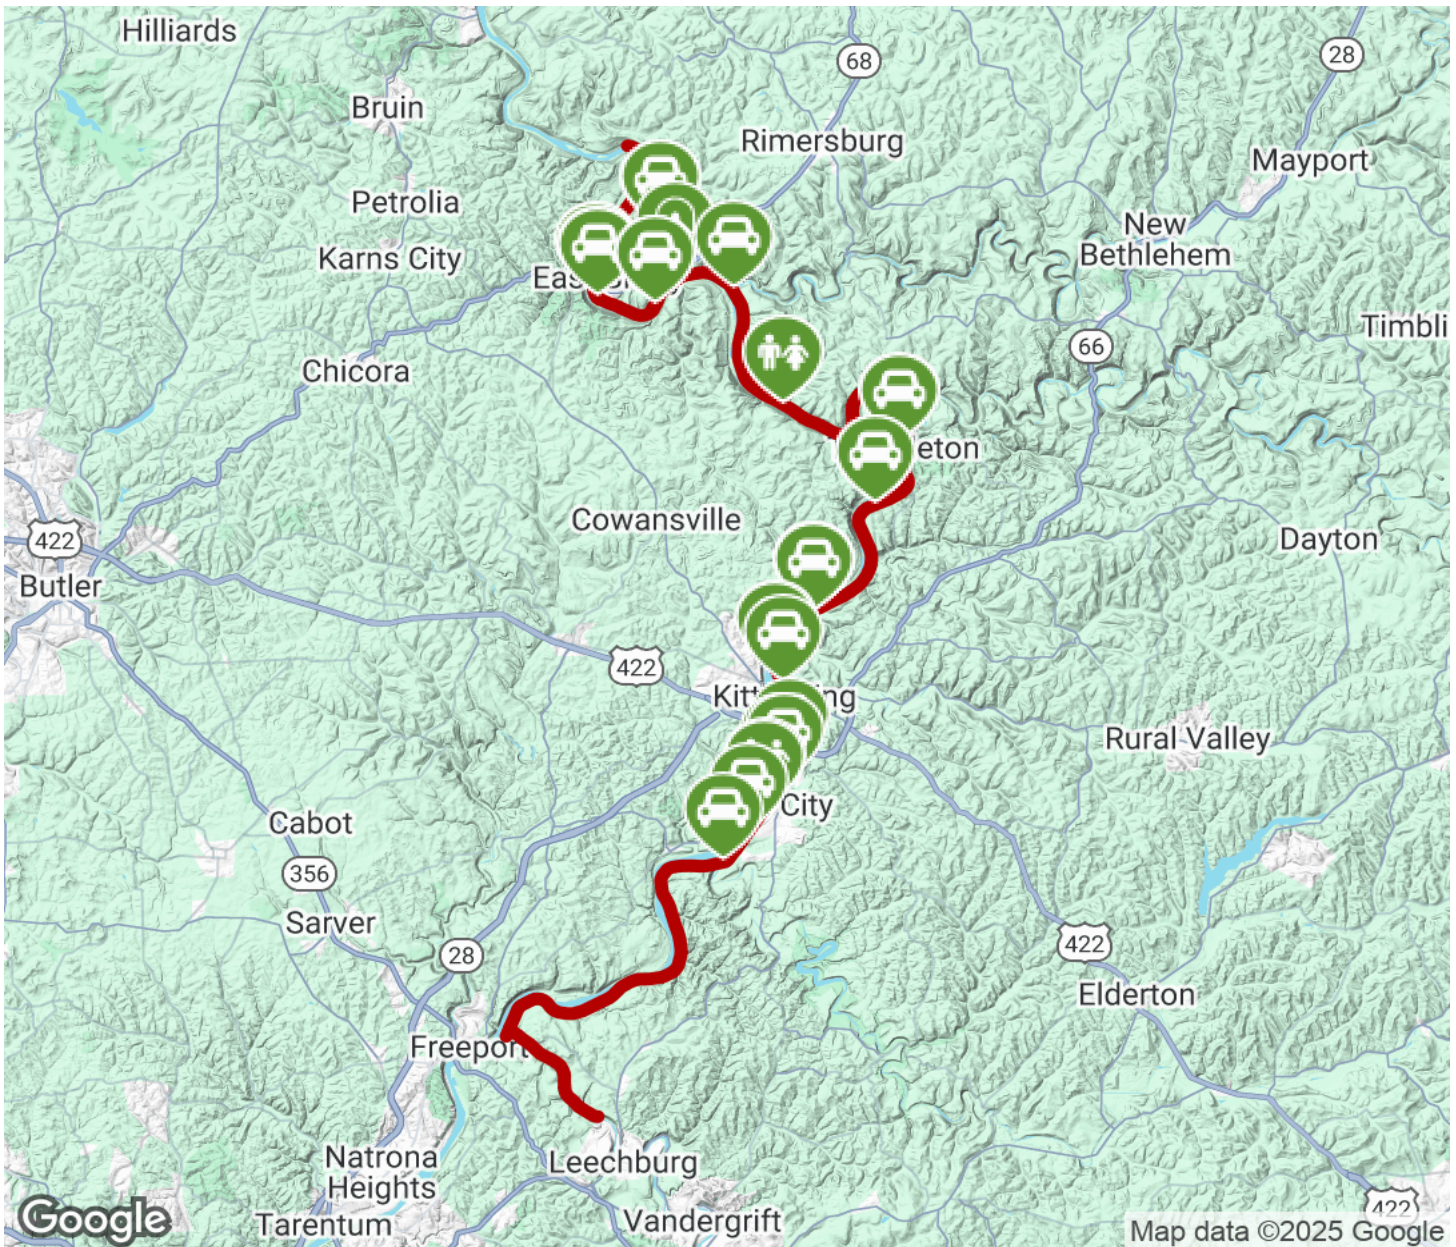 Hilliards
68
28
Bruin
Rimersburg
Mayport
Petrolia
New
Bethlehem
Karns City
Timbli
66
Chicora
eton
Cowansville
Dayton
422
Butler
422
City
Rural Valley
Cabot
356
Sarver
28
422
Elderton
Freeport
Natrona
Heights
Leechburg
422
Tarentum
Vandergrift
Google
Map data ©2025 Google